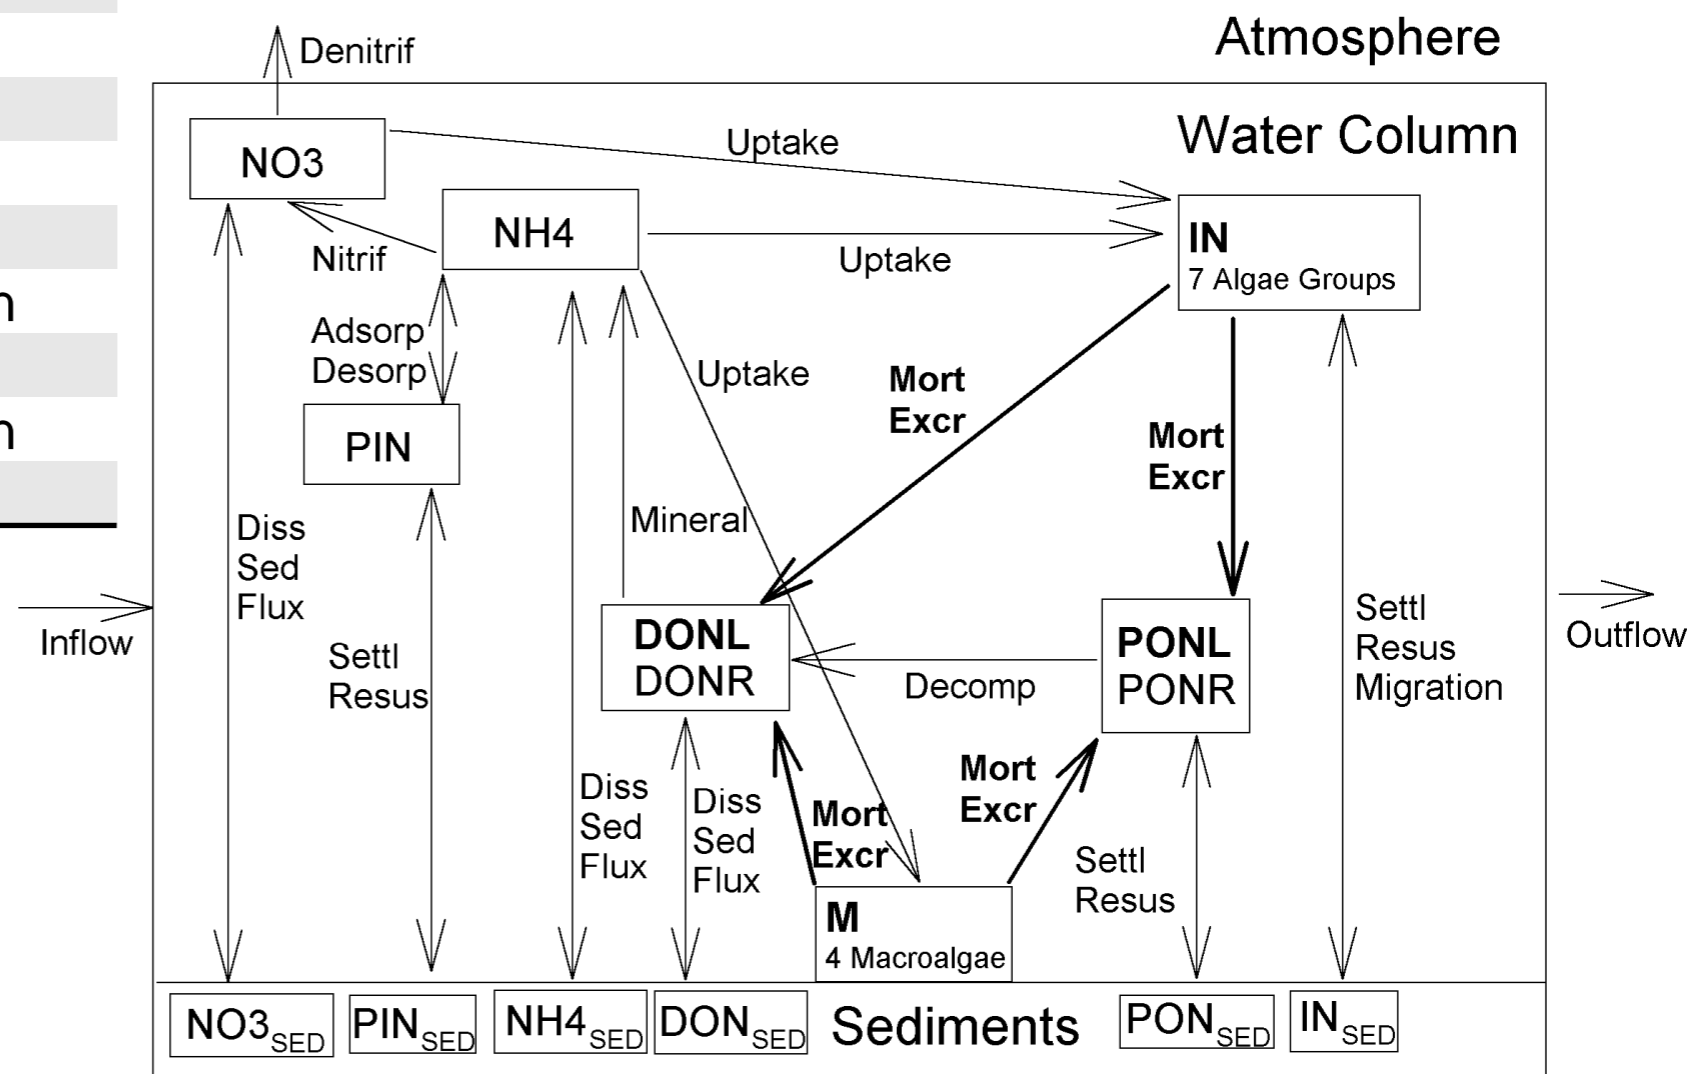 Atmosphere
Denitrif
Water Column
NO3
Uptake
NH4
Nitrif
Uptake
IN
7 Algae Groups
n
Adsorp
Desorp
Uptake
Mort
Excr
n
PIN
Mort
Excr
Mineral
Diss
Sed
Flux
Inflow
Settl
Resus
DONL
DONR
Decomp
PONL
PONR
Settl
Resus
Migration
Outflow
Diss
Sed
Flux
Diss
Sed
Flux
Mort
Excr
Mort
Excr
Settl
Resus
M
4 Macroalgae
NO3SED
PINSED
NH4SED
DONSED
Sediments
PONSED
INSED